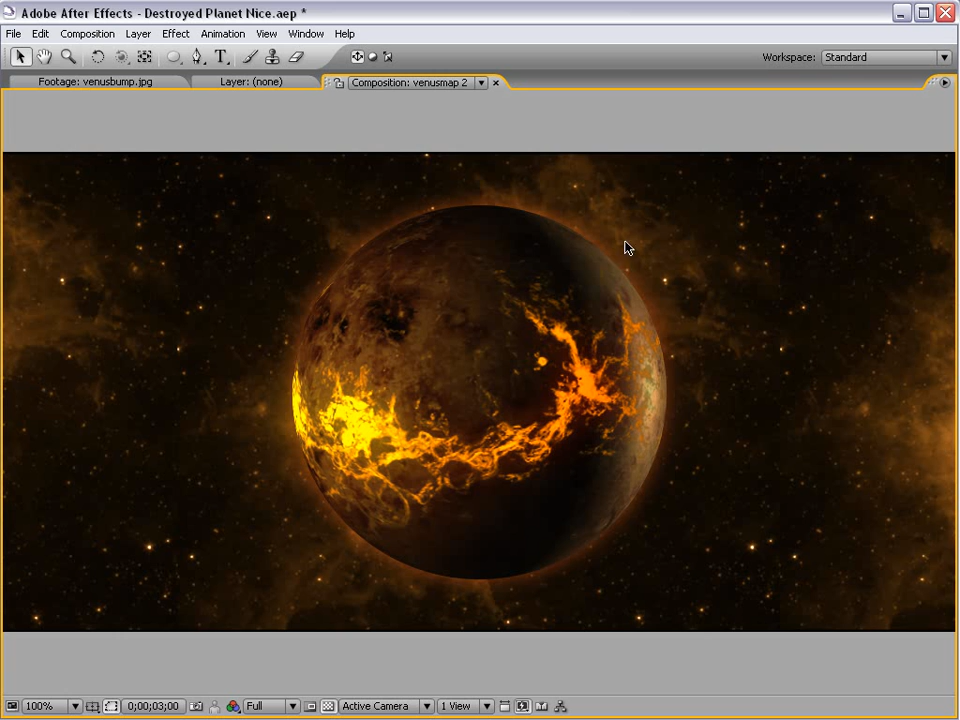 Adobe After Effects - Destroyed Planet Nice.aep *
File Edit Composition Layer Effect Animation View Window Help
T Workspace: Standard
Footage: venusbump.jpg Layer: (none) Composition: venusmap 2
100% 0;00;03;00 Full Active Camera 1 View